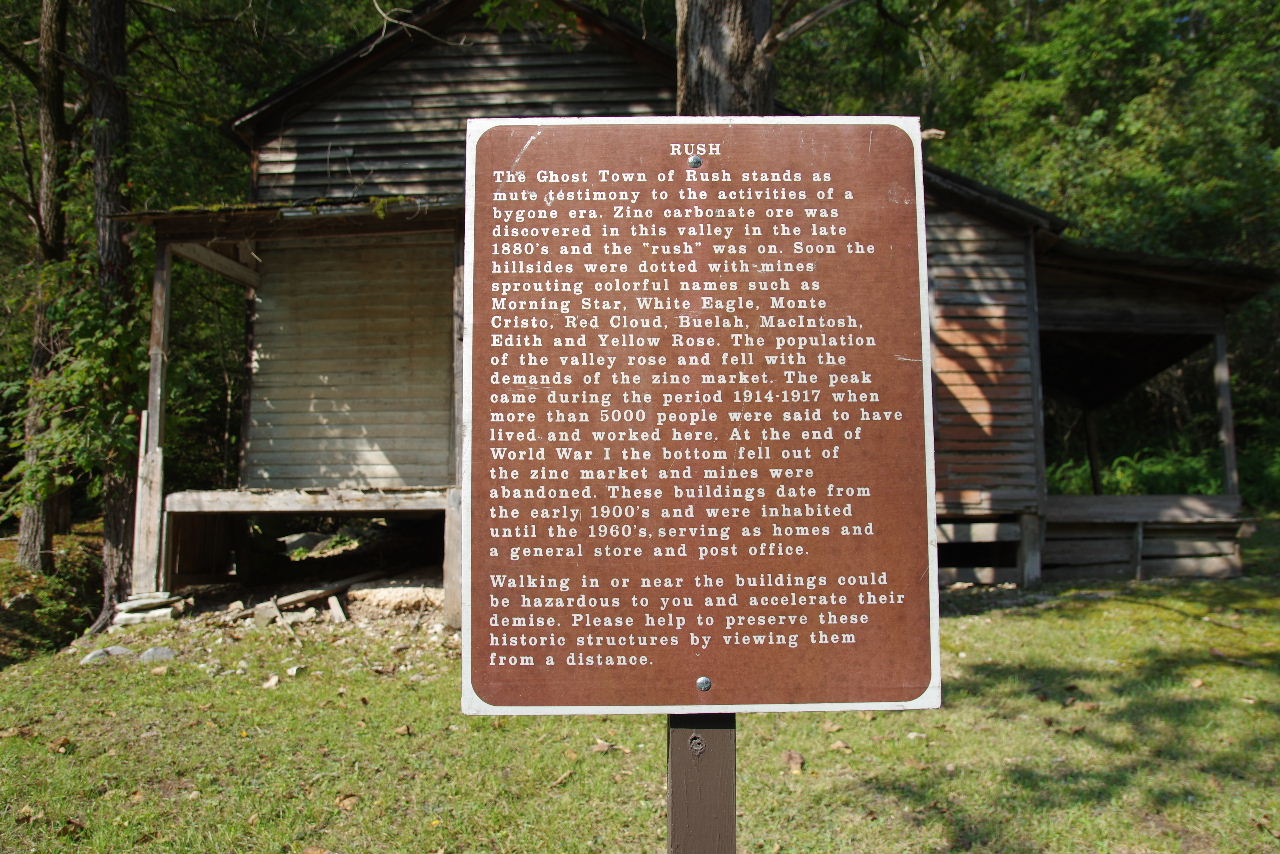 RUSH
The Ghost Town of Rush stands as
mute testimony to the activities of a
bygone era. Zinc carbonate ore was
discovered in this valley in the late
1880's and the "rush" was on. Soon the
hillsides were dotted with mines
sprouting colorful names such as
Morning Star, White Eagle, Monte
Cristo, Red Cloud, Buelah, MacIntosh,
Edith and Yellow Rose. The population
of the valley rose and fell with the
demands of the zinc market. The peak
came during the period 1914-1917 when
more than 5000 people were said to have
lived and worked here. At the end of
World War I the bottom fell out of
the zinc market and mines were
abandoned. These buildings date from
the early 1900's and were inhabited
until the 1960's, serving as homes and
a general store and post office.
Walking in or near the buildings could
be hazardous to you and accelerate their
demise. Please help to preserve these
historic structures by viewing them
from a distance.